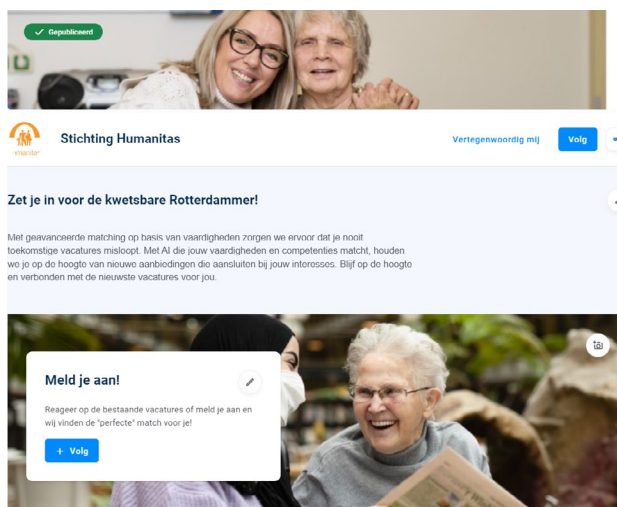 Gepubliceerd
Stichting Humanitas
Vertegenwoordig mij
Volg
Zet je in voor de kwetsbare Rotterdammer!
Met geavanceerde matching op basis van vaardigheden zorgen we ervoor dat je nooit
toekomstige vacatures misloopt. Met AI die jouw vaardigheden en competenties matcht, houden
we je op de hoogte van nieuwe aanbiedingen die aansluiten bij jouw interesses. Blijf op de hoogte
en verbonden met de nieuwste vacatures voor jou.
Meld je aan!
Reageer op de bestaande vacatures of meld je aan en
wij vinden de "perfecte" match voor je!
+ Volg